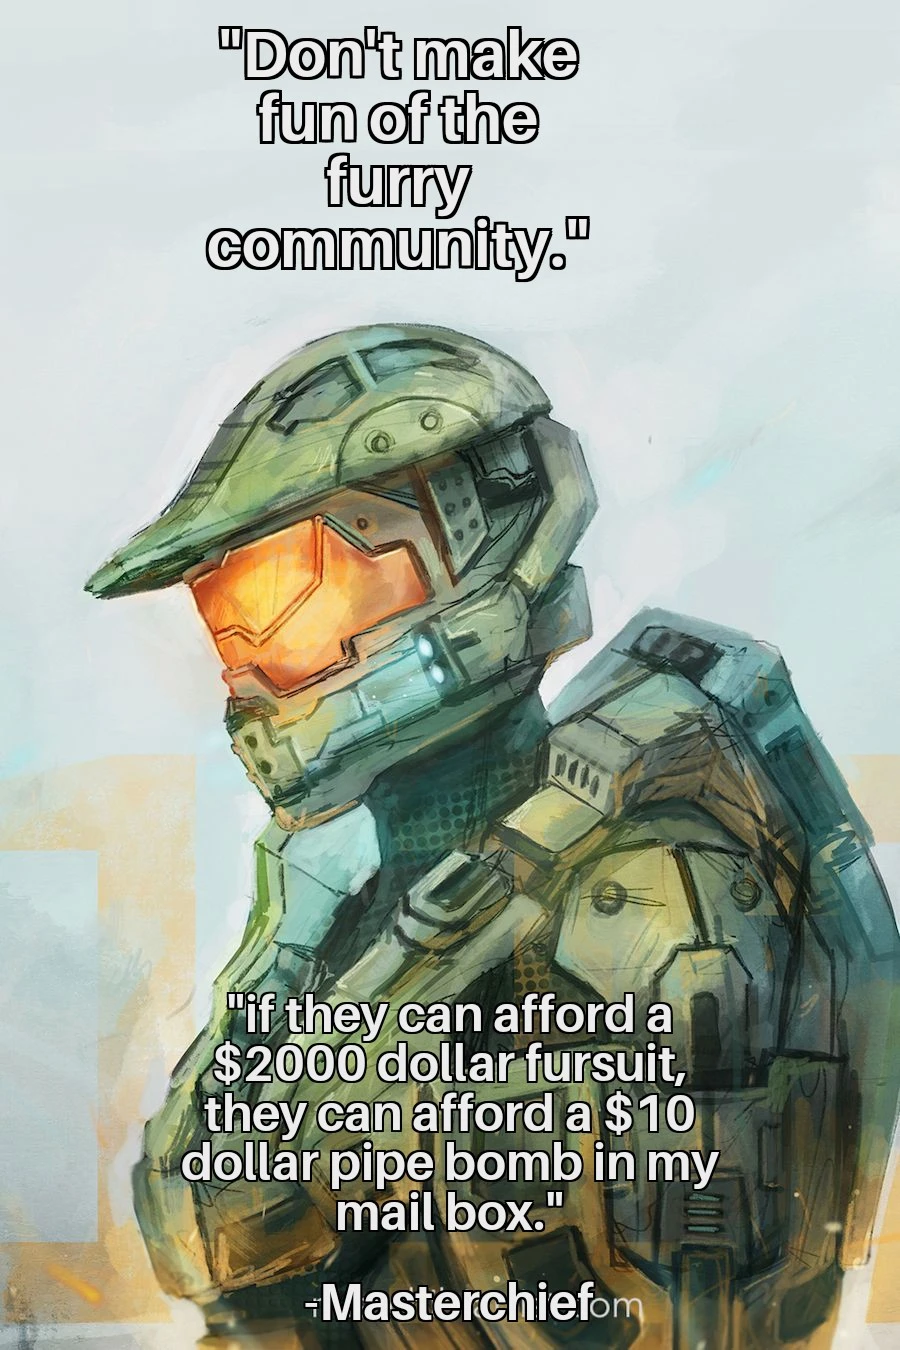 "Don't make
fun of the
furry
community."
"if they can afford a
$2000 dollar fursuit,
they can afford a $10
dollar pipe bomb in my
mail box."
-Masterchief